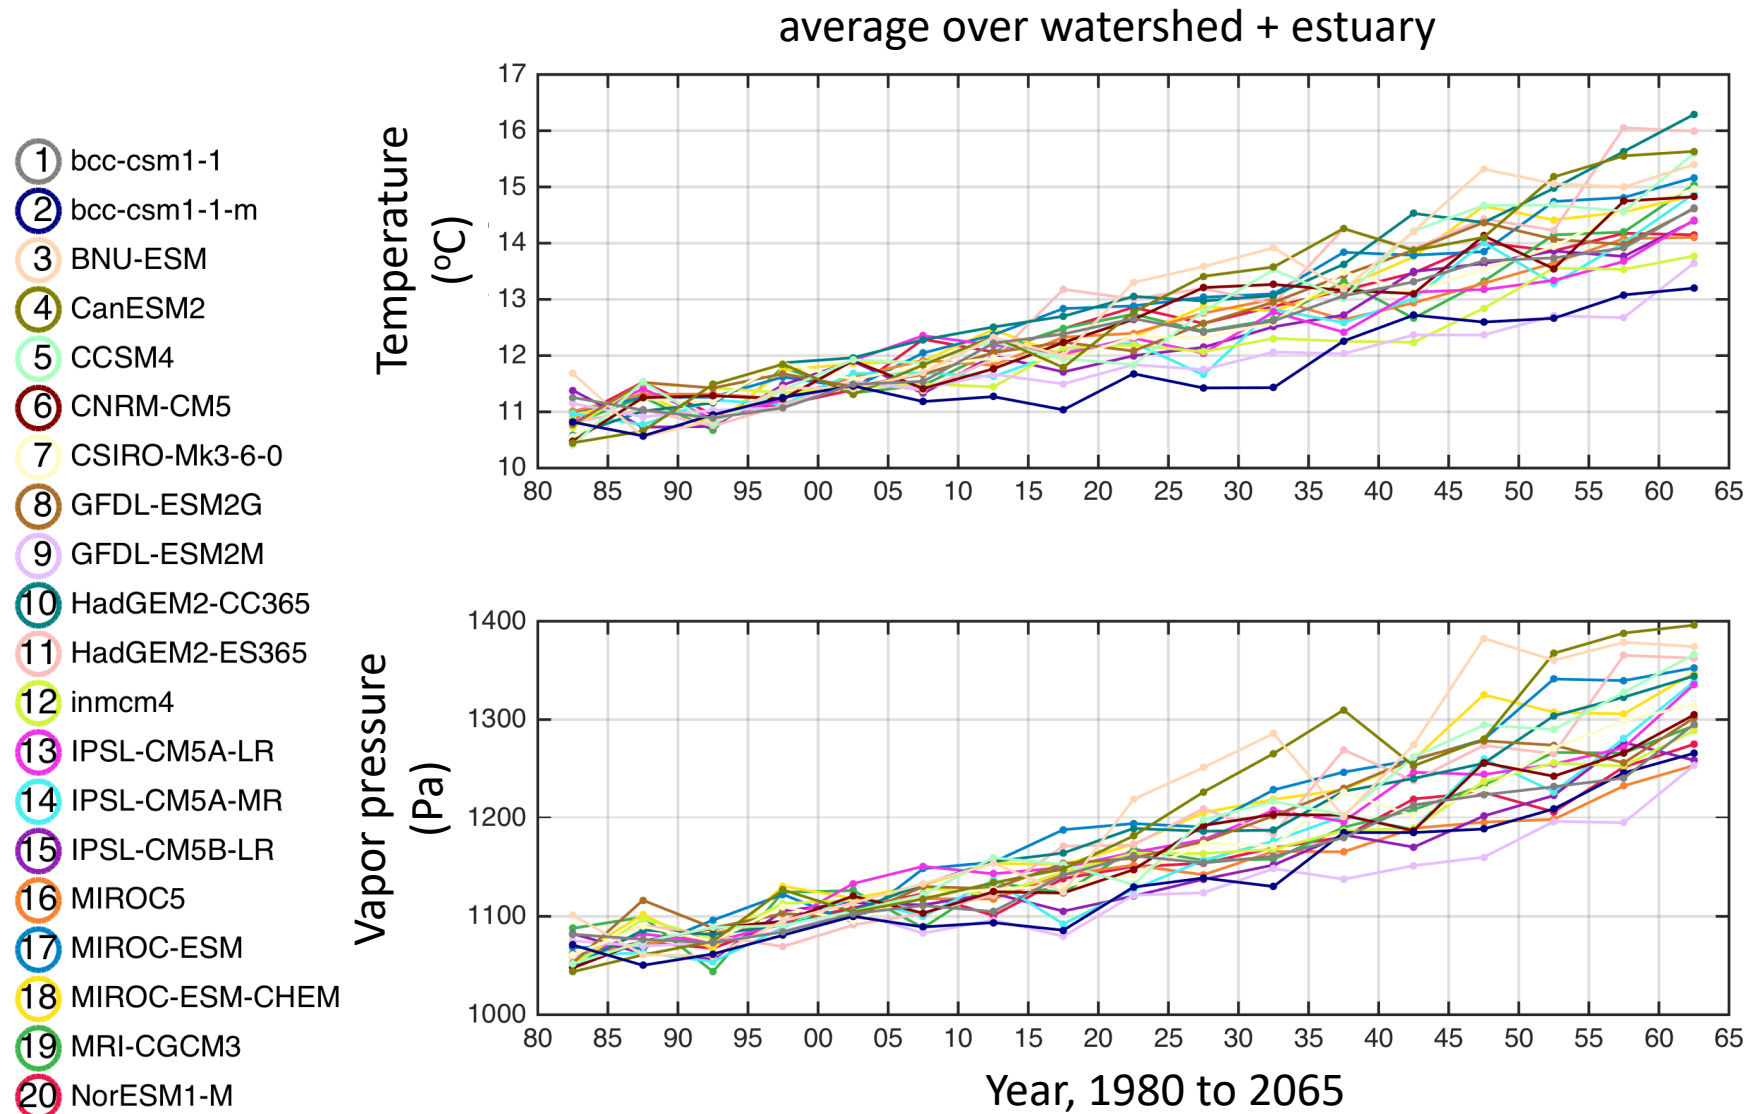 average over watershed + estuary
1 bcc-csm1-1
2 bcc-csm1-1-m
3 BNU-ESM
4 CanESM2
5 CCSM4
6 CNRM-CM5
7 CSIRO-Mk3-6-0
8 GFDL-ESM2G
9 GFDL-ESM2M
10 HadGEM2-CC365
11 HadGEM2-ES365
12 inmcm4
13 IPSL-CM5A-LR
14 IPSL-CM5A-MR
15 IPSL-CM5B-LR
16 MIROC5
17 MIROC-ESM
18 MIROC-ESM-CHEM
19 MRI-CGCM3
20 NorESM1-M
Temperature
(°C)
17
16
15
14
13
12
11
10
80 85 90 95 00 05 10 15 20 25 30 35 40 45 50 55 60 65
Vapor pressure
(Pa)
1400
1300
1200
1100
1000
80 85 90 95 00 05 10 15 20 25 30 35 40 45 50 55 60 65
Year, 1980 to 2065